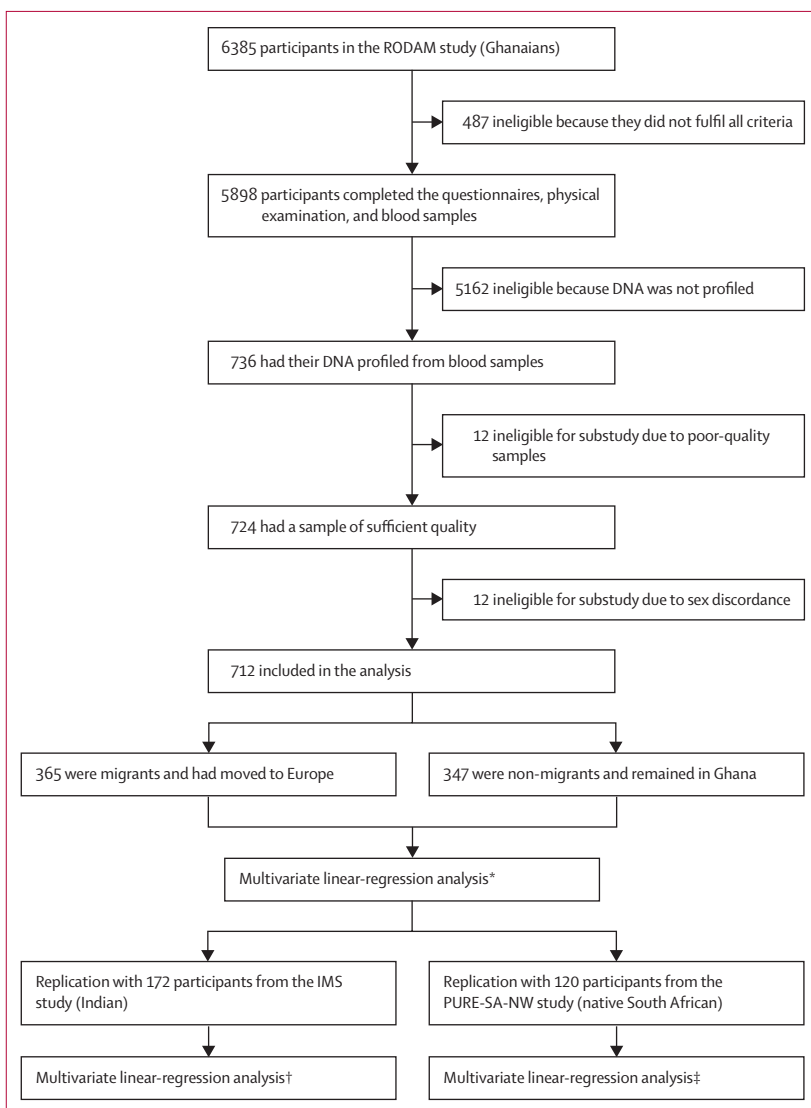 6385 participants in the RODAM study (Ghanaians)
487 ineligible because they did not fulfil all criteria
5898 participants completed the questionnaires, physical
examination, and blood samples
5162 ineligible because DNA was not profiled
736 had their DNA profiled from blood samples
12 ineligible for substudy due to poor-quality
samples
724 had a sample of sufficient quality
12 ineligible for substudy due to sex discordance
712 included in the analysis
365 were migrants and had moved to Europe
347 were non-migrants and remained in Ghana
Multivariate linear-regression analysis*
Replication with 172 participants from the IMS
study (Indian)
Replication with 120 participants from the
PURE-SA-NW study (native South African)
Multivariate linear-regression analysis†
Multivariate linear-regression analysis‡